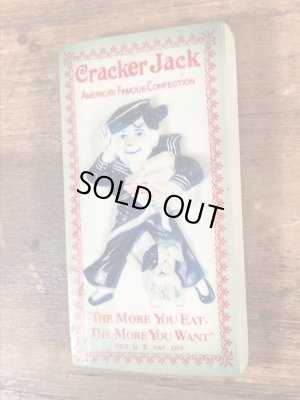 Cracker Jack
AMERICA'S FAMOUS CONFECTION
SOLD OUT
"THE MORE YOU EAT-
THE MORE YOU WANT"
REG. U. S. PAT. OFF.